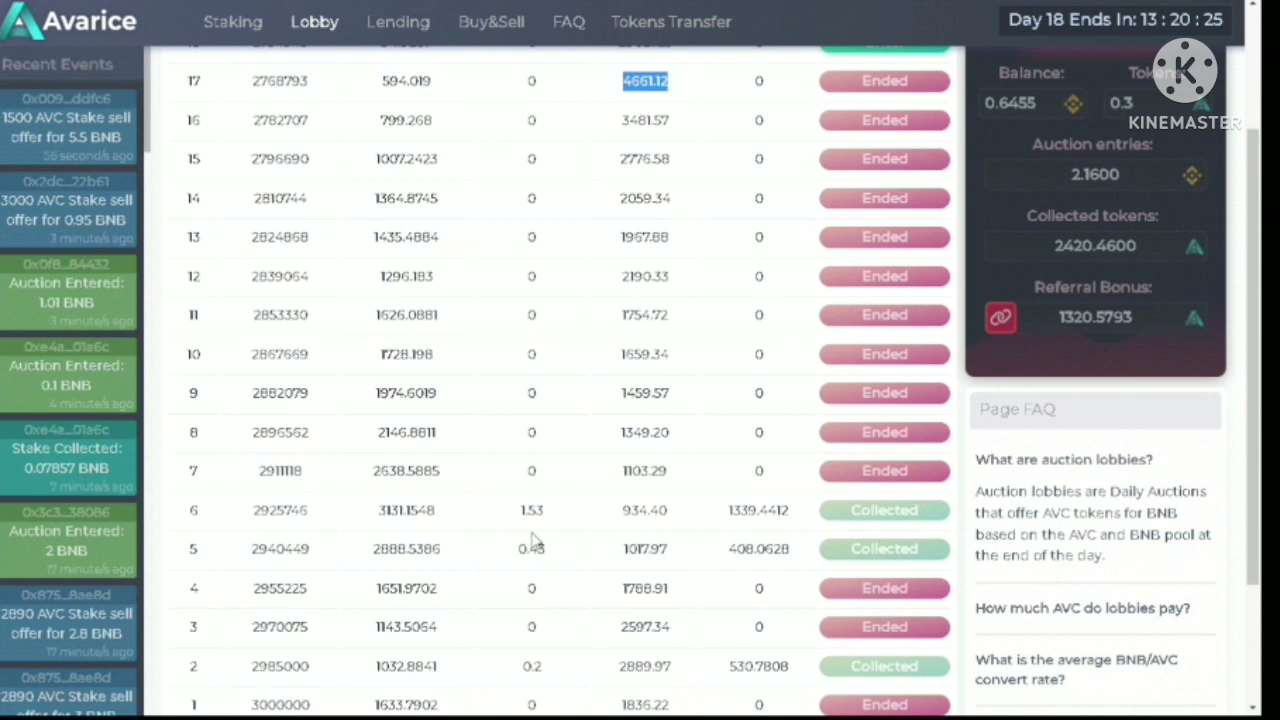 Avarice
Staking
Lobby
Lending
Buy&Sell
FAQ
Tokens Transfer
Day 18 Ends In: 13 : 20 : 25
Recent Events
0x009...ddfc6
1500 AVC Stake sell
offer for 5.5 BNB
56 second/s ago
0x2dc...22b61
3000 AVC Stake sell
offer for 0.95 BNB
3 minute/s ago
0x0f8...84432
Auction Entered:
1.01 BNB
3 minute/s ago
0xe4a...01a6c
Auction Entered:
0.1 BNB
4 minute/s ago
0xe4a...01a6c
Stake Collected:
0.07857 BNB
7 minute/s ago
0x3c3...38086
Auction Entered:
2 BNB
17 minute/s ago
0x875...8ae8d
2890 AVC Stake sell
offer for 2.8 BNB
17 minute/s ago
0x875...8ae8d
2890 AVC Stake sell
17 2768793 594.019 0 4661.12 0 Ended
16 2782707 799.268 0 3481.57 0 Ended
15 2796690 1007.2423 0 2776.58 0 Ended
14 2810744 1364.8745 0 2059.34 0 Ended
13 2824868 1435.4884 0 1967.88 0 Ended
12 2839064 1296.183 0 2190.33 0 Ended
11 2853330 1626.0881 0 1754.72 0 Ended
10 2867669 1728.198 0 1659.34 0 Ended
9 2882079 1974.6019 0 1459.57 0 Ended
8 2896562 2146.8811 0 1349.20 0 Ended
7 2911118 2638.5885 0 1103.29 0 Ended
6 2925746 3131.1548 1.53 934.40 1339.4412 Collected
5 2940449 2888.5386 1017.97 408.0628 Collected
4 2955225 1651.9702 0 1788.91 0 Ended
3 2970075 1143.5064 0 2597.34 0 Ended
2 2985000 1032.8841 0.2 2889.97 530.7808 Collected
1 3000000 1633.7902 0 1836.22 0 Ended
Balance:
0.6455 0.3
KINEMASTER
Auction entries:
2.1600
Collected tokens:
2420.4600
Referral Bonus:
1320.5793
Page FAQ
What are auction lobbies?
Auction lobbies are Daily Auctions
that offer AVC tokens for BNB
based on the AVC and BNB pool at
the end of the day.
How much AVC do lobbies pay?
What is the average BNB/AVC
convert rate?